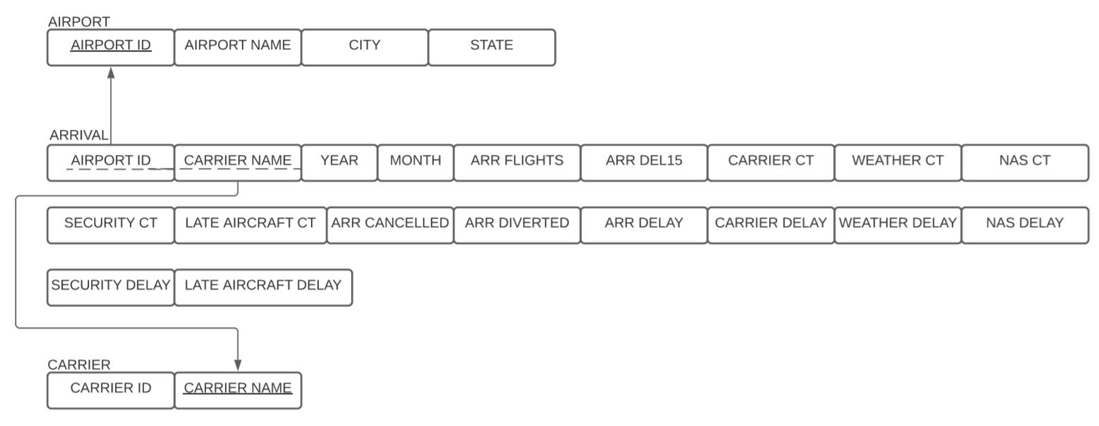 AIRPORT
AIRPORT ID AIRPORT NAME CITY STATE
ARRIVAL
AIRPORT ID CARRIER NAME YEAR MONTH ARR FLIGHTS ARR DEL15 CARRIER CT WEATHER CT NAS CT
SECURITY CT LATE AIRCRAFT CT ARR CANCELLED ARR DIVERTED ARR DELAY CARRIER DELAY WEATHER DELAY NAS DELAY
SECURITY DELAY LATE AIRCRAFT DELAY
CARRIER
CARRIER ID CARRIER NAME